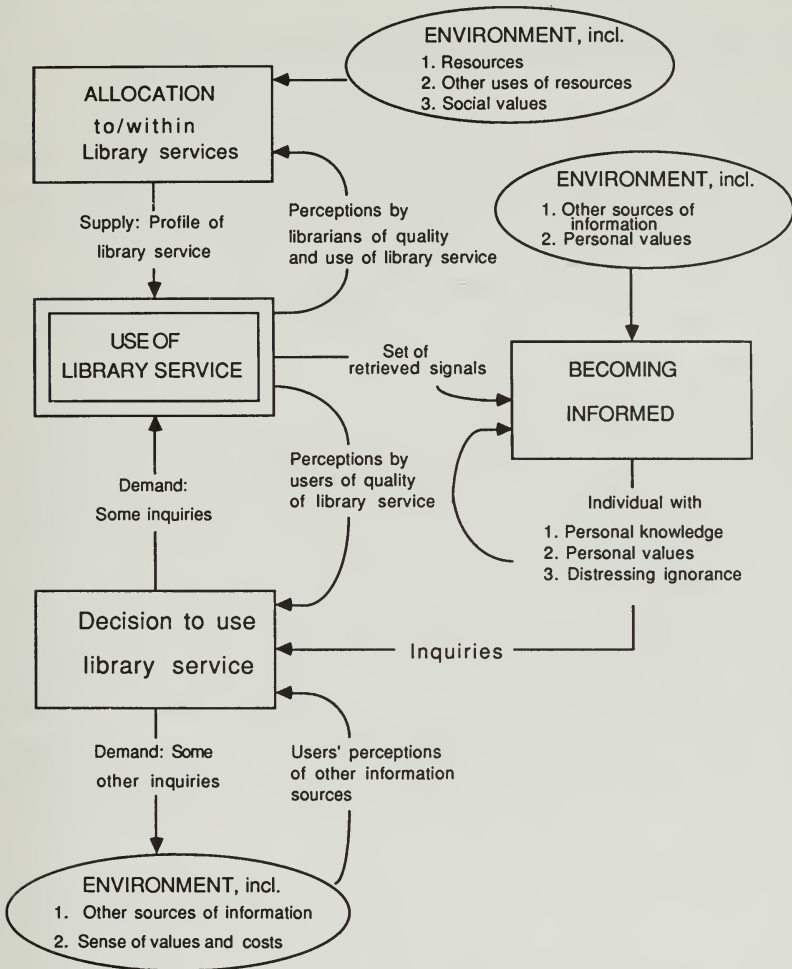 ENVIRONMENT, incl.
1. Resources
2. Other uses of resources
3. Social values
ALLOCATION
to/within
Library services
Supply: Profile of
library service
Perceptions by
librarians of quality
and use of library service
ENVIRONMENT, incl.
1. Other sources of
information
2. Personal values
USE OF
LIBRARY SERVICE
Set of
retrieved signals
BECOMING
INFORMED
Demand:
Some inquiries
Perceptions by
users of quality
of library service
Individual with
1. Personal knowledge
2. Personal values
3. Distressing ignorance
Decision to use
library service
Inquiries
Demand: Some
other inquiries
Users' perceptions
of other information
sources
ENVIRONMENT, incl.
1. Other sources of information
2. Sense of values and costs